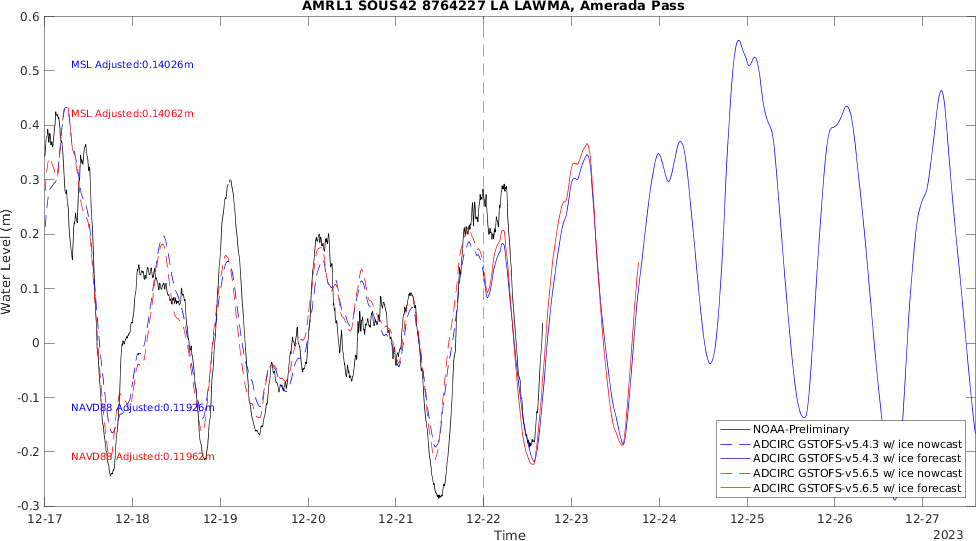 AMRL1 SOUS42 8764227 LA LAWMA, Amerada Pass
0.6
0.5
0.4
0.3
0.2
0.1
0
-0.1
-0.2
-0.3
Water Level (m)
MSL Adjusted:0.14026m
MSL Adjusted:0.14062m
NAVD88 Adjusted:0.11926m
NAVD88 Adjusted:0.11962m
NOAA-Preliminary
ADCIRC GSTOFS-v5.4.3 w/ ice nowcast
ADCIRC GSTOFS-v5.4.3 w/ ice forecast
ADCIRC GSTOFS-v5.6.5 w/ ice nowcast
ADCIRC GSTOFS-v5.6.5 w/ ice forecast
12-17 12-18 12-19 12-20 12-21 12-22 12-23 12-24 12-25 12-26 12-27
Time
2023